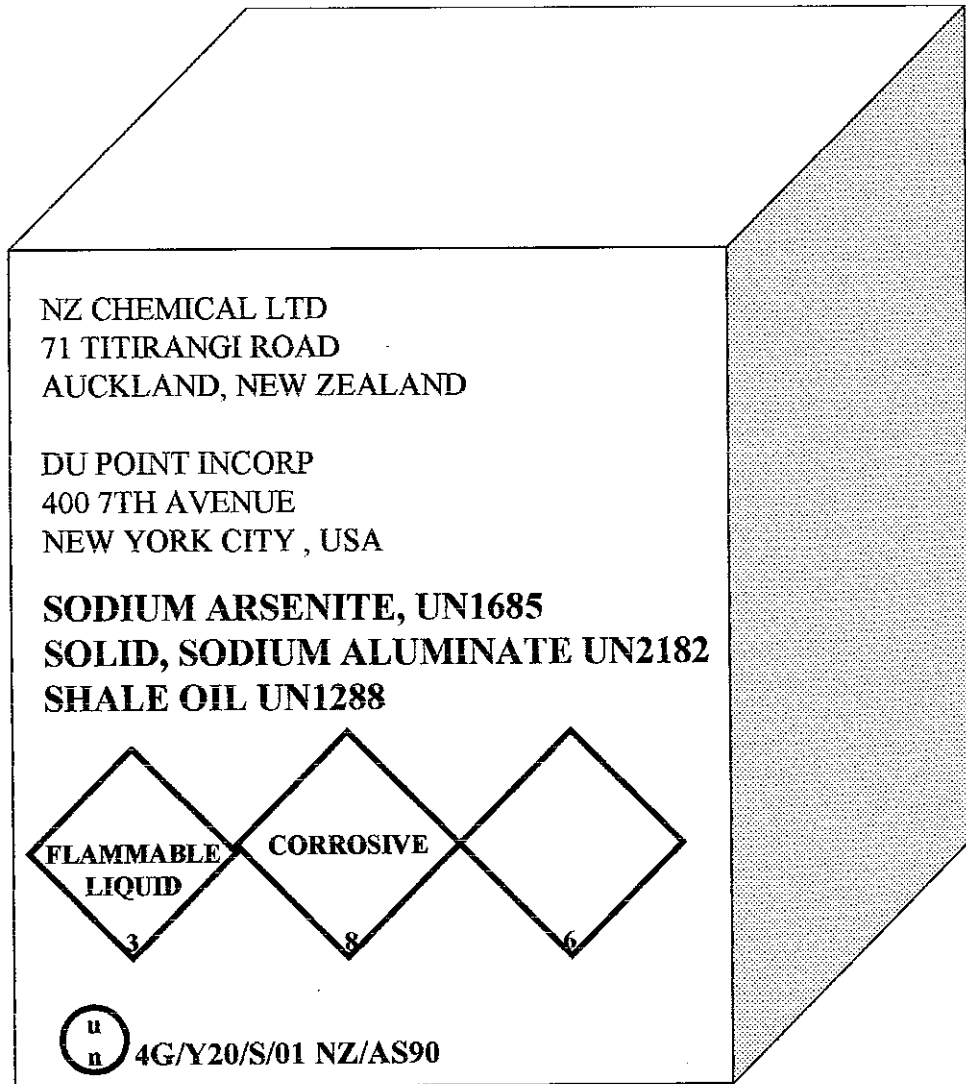 NZ CHEMICAL LTD
71 TITIRANGI ROAD
AUCKLAND, NEW ZEALAND
DU POINT INCORP
400 7TH AVENUE
NEW YORK CITY , USA
SODIUM ARSENITE, UN1685
SOLID, SODIUM ALUMINATE UN2182
SHALE OIL UN1288
FLAMMABLE
LIQUID
3
CORROSIVE
8
6
u
n
4G/Y20/S/01 NZ/AS90